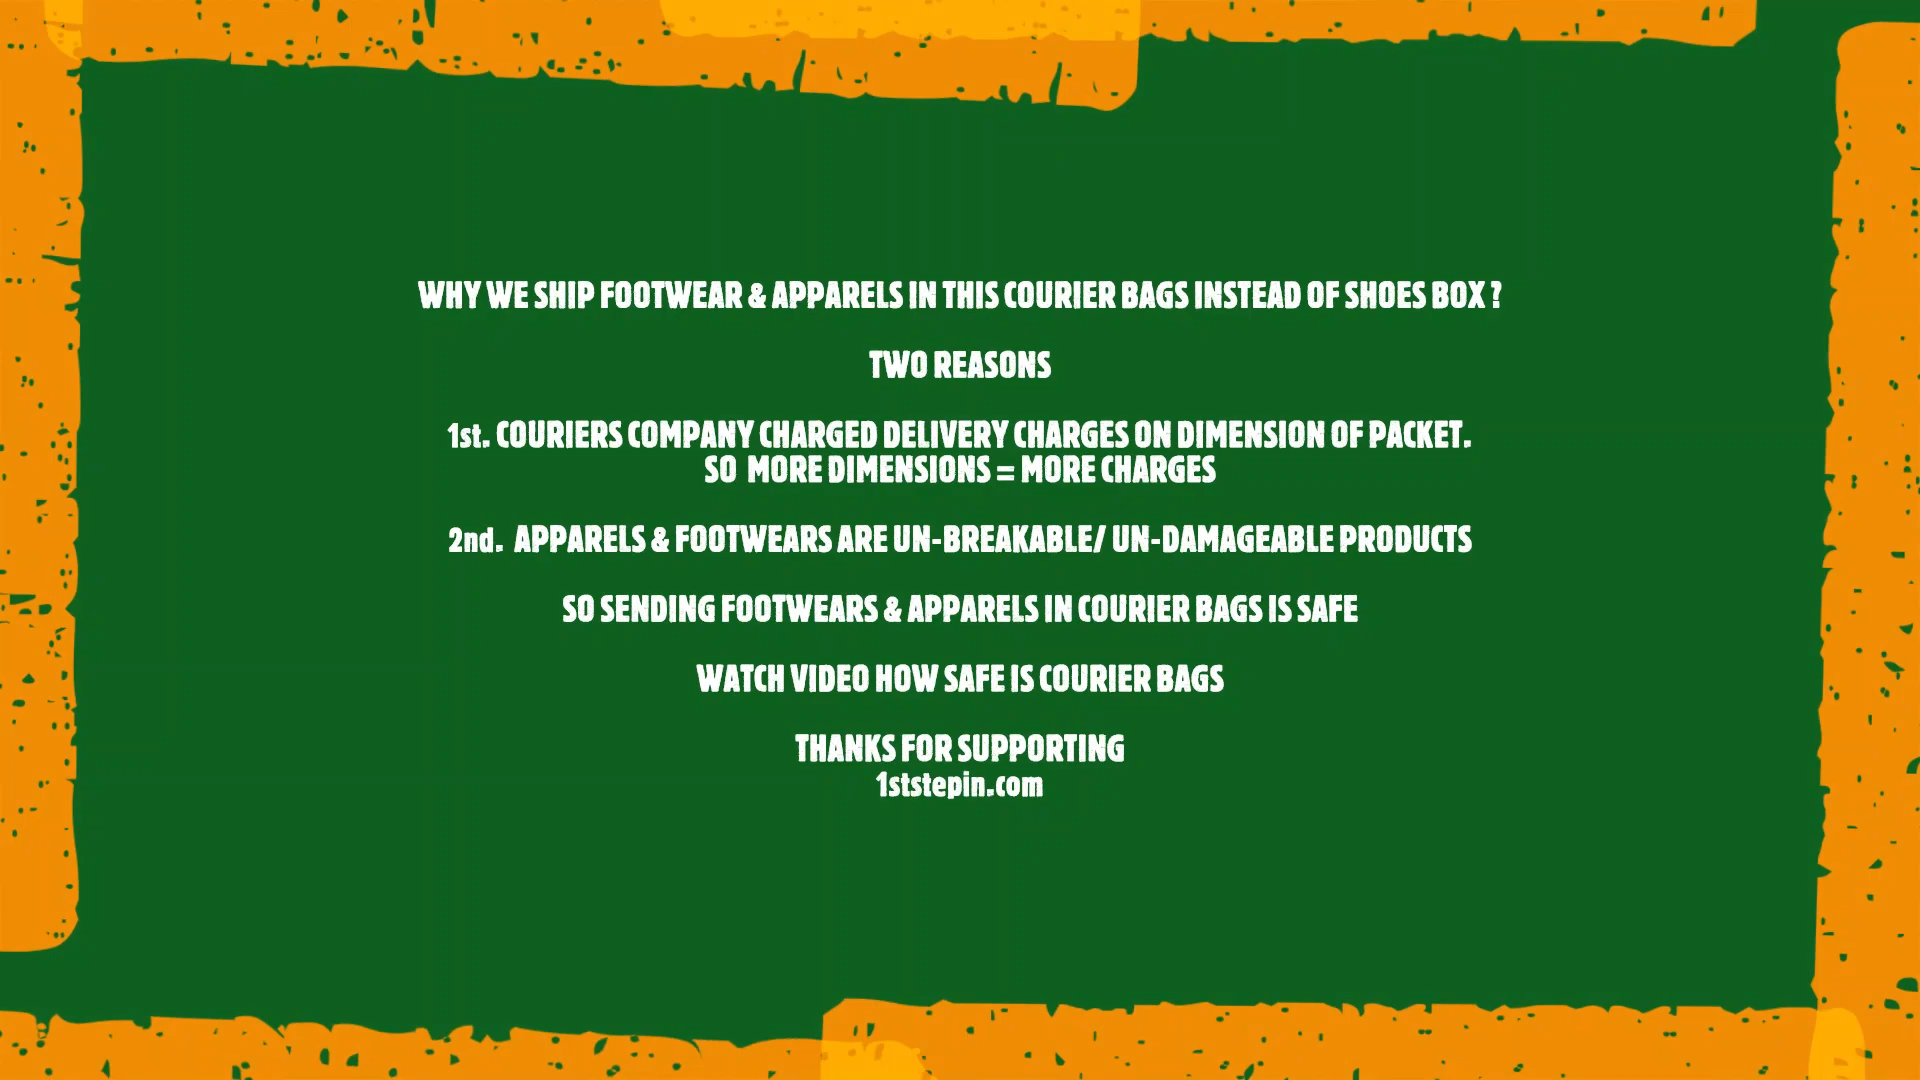 WHY WE SHIP FOOTWEAR & APPARELS IN THIS COURIER BAGS INSTEAD OF SHOES BOX ?
TWO REASONS
1st. COURIERS COMPANY CHARGED DELIVERY CHARGES ON DIMENSION OF PACKET.
SO MORE DIMENSIONS = MORE CHARGES
2nd. APPARELS & FOOTWEARS ARE UN-BREAKABLE/ UN-DAMAGEABLE PRODUCTS
SO SENDING FOOTWEARS & APPARELS IN COURIER BAGS IS SAFE
WATCH VIDEO HOW SAFE IS COURIER BAGS
THANKS FOR SUPPORTING
1ststepin.com